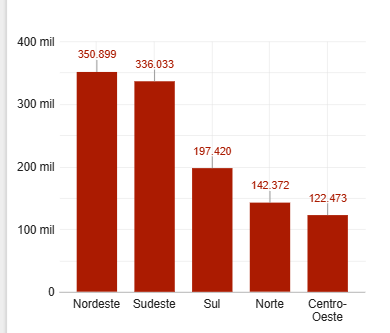 400 mil
350.899
336.033
300 mil
200 mil
197.420
142.372
122.473
100 mil
0
Nordeste Sudeste Sul Norte Centro-
Oeste